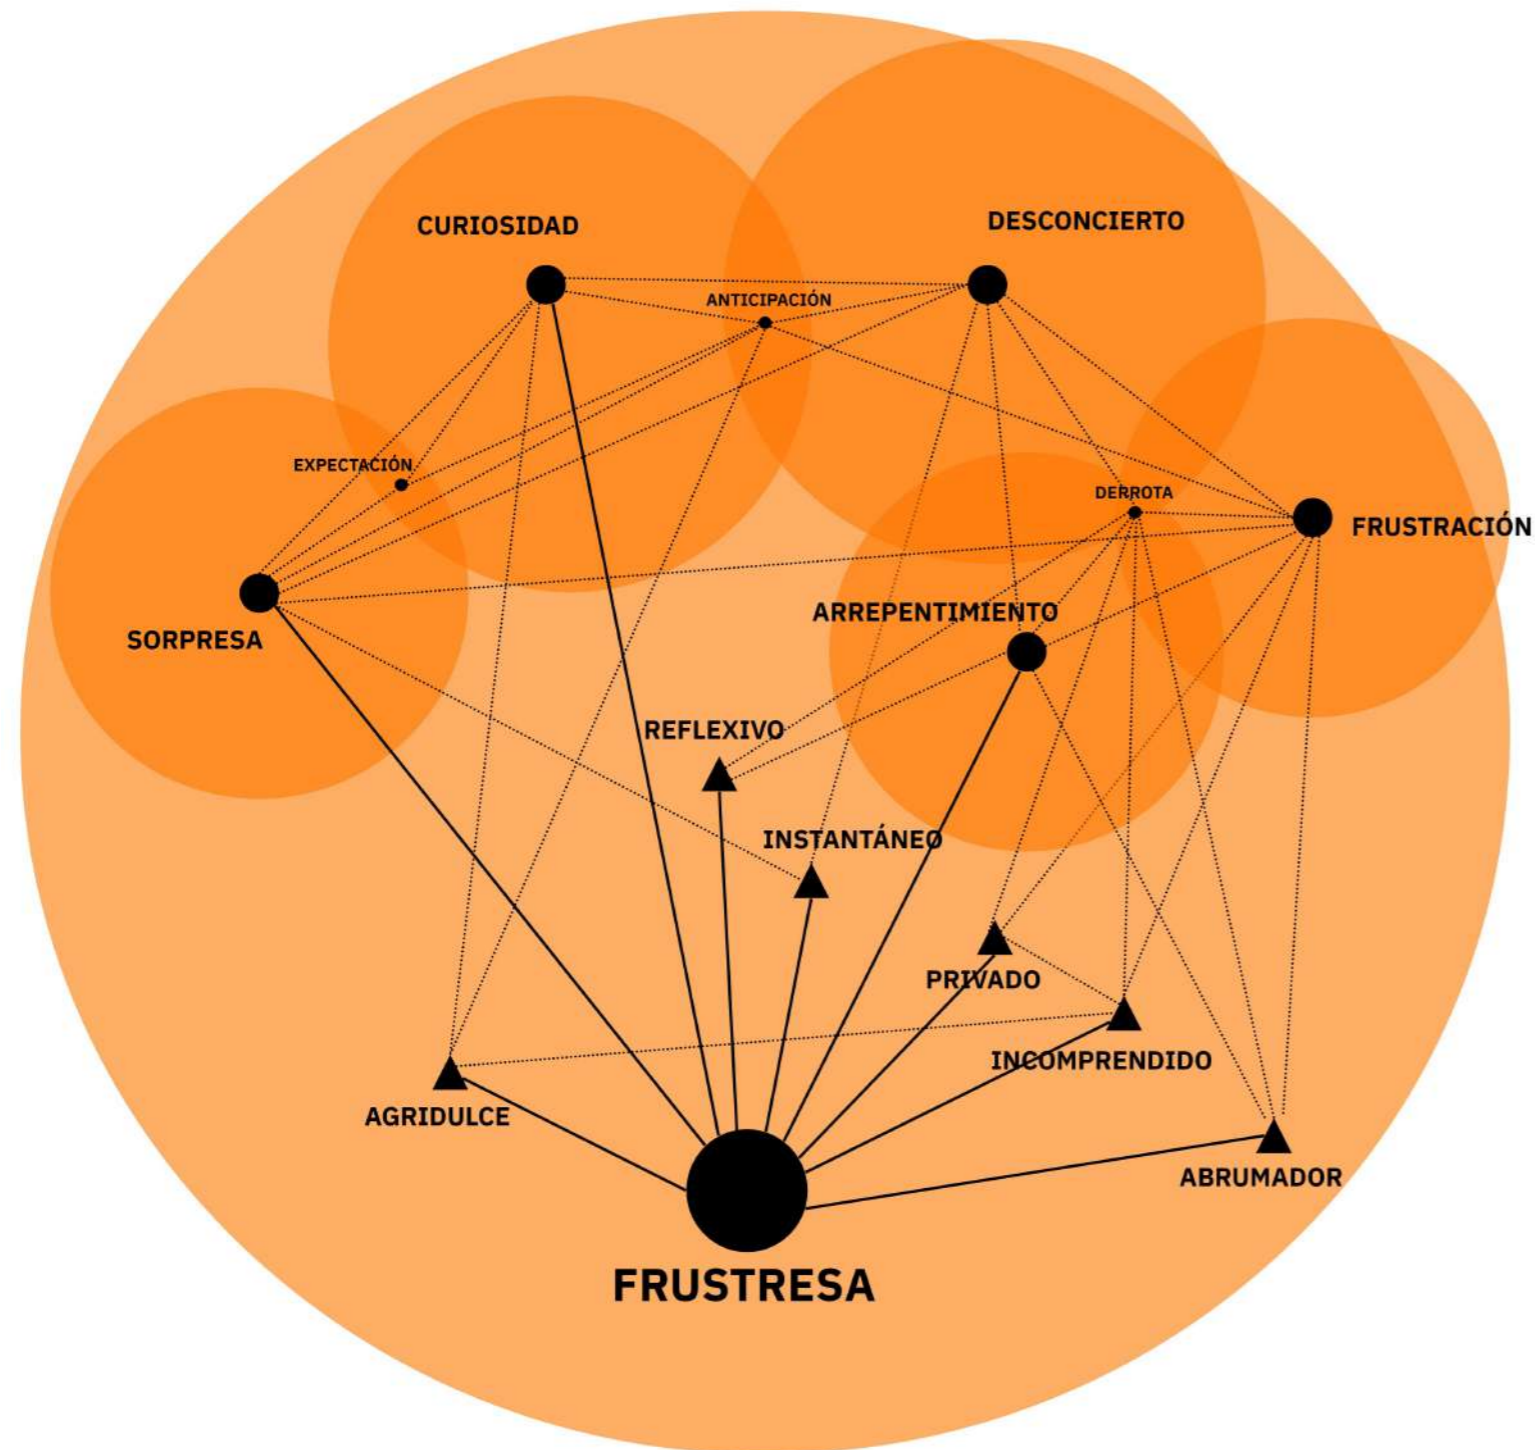 DESCONCIERTO
CURIOSIDAD
ANTICIPACIÓN
EXPECTACIÓN
DERROTA
FRUSTRACIÓN
ARREPENTIMIENTO
SORPRESA
REFLEXIVO
INSTANTÁNEO
PRIVADO
INCOMPRENDIDO
AGRIDULCE
ABRUMADOR
FRUSTRESA